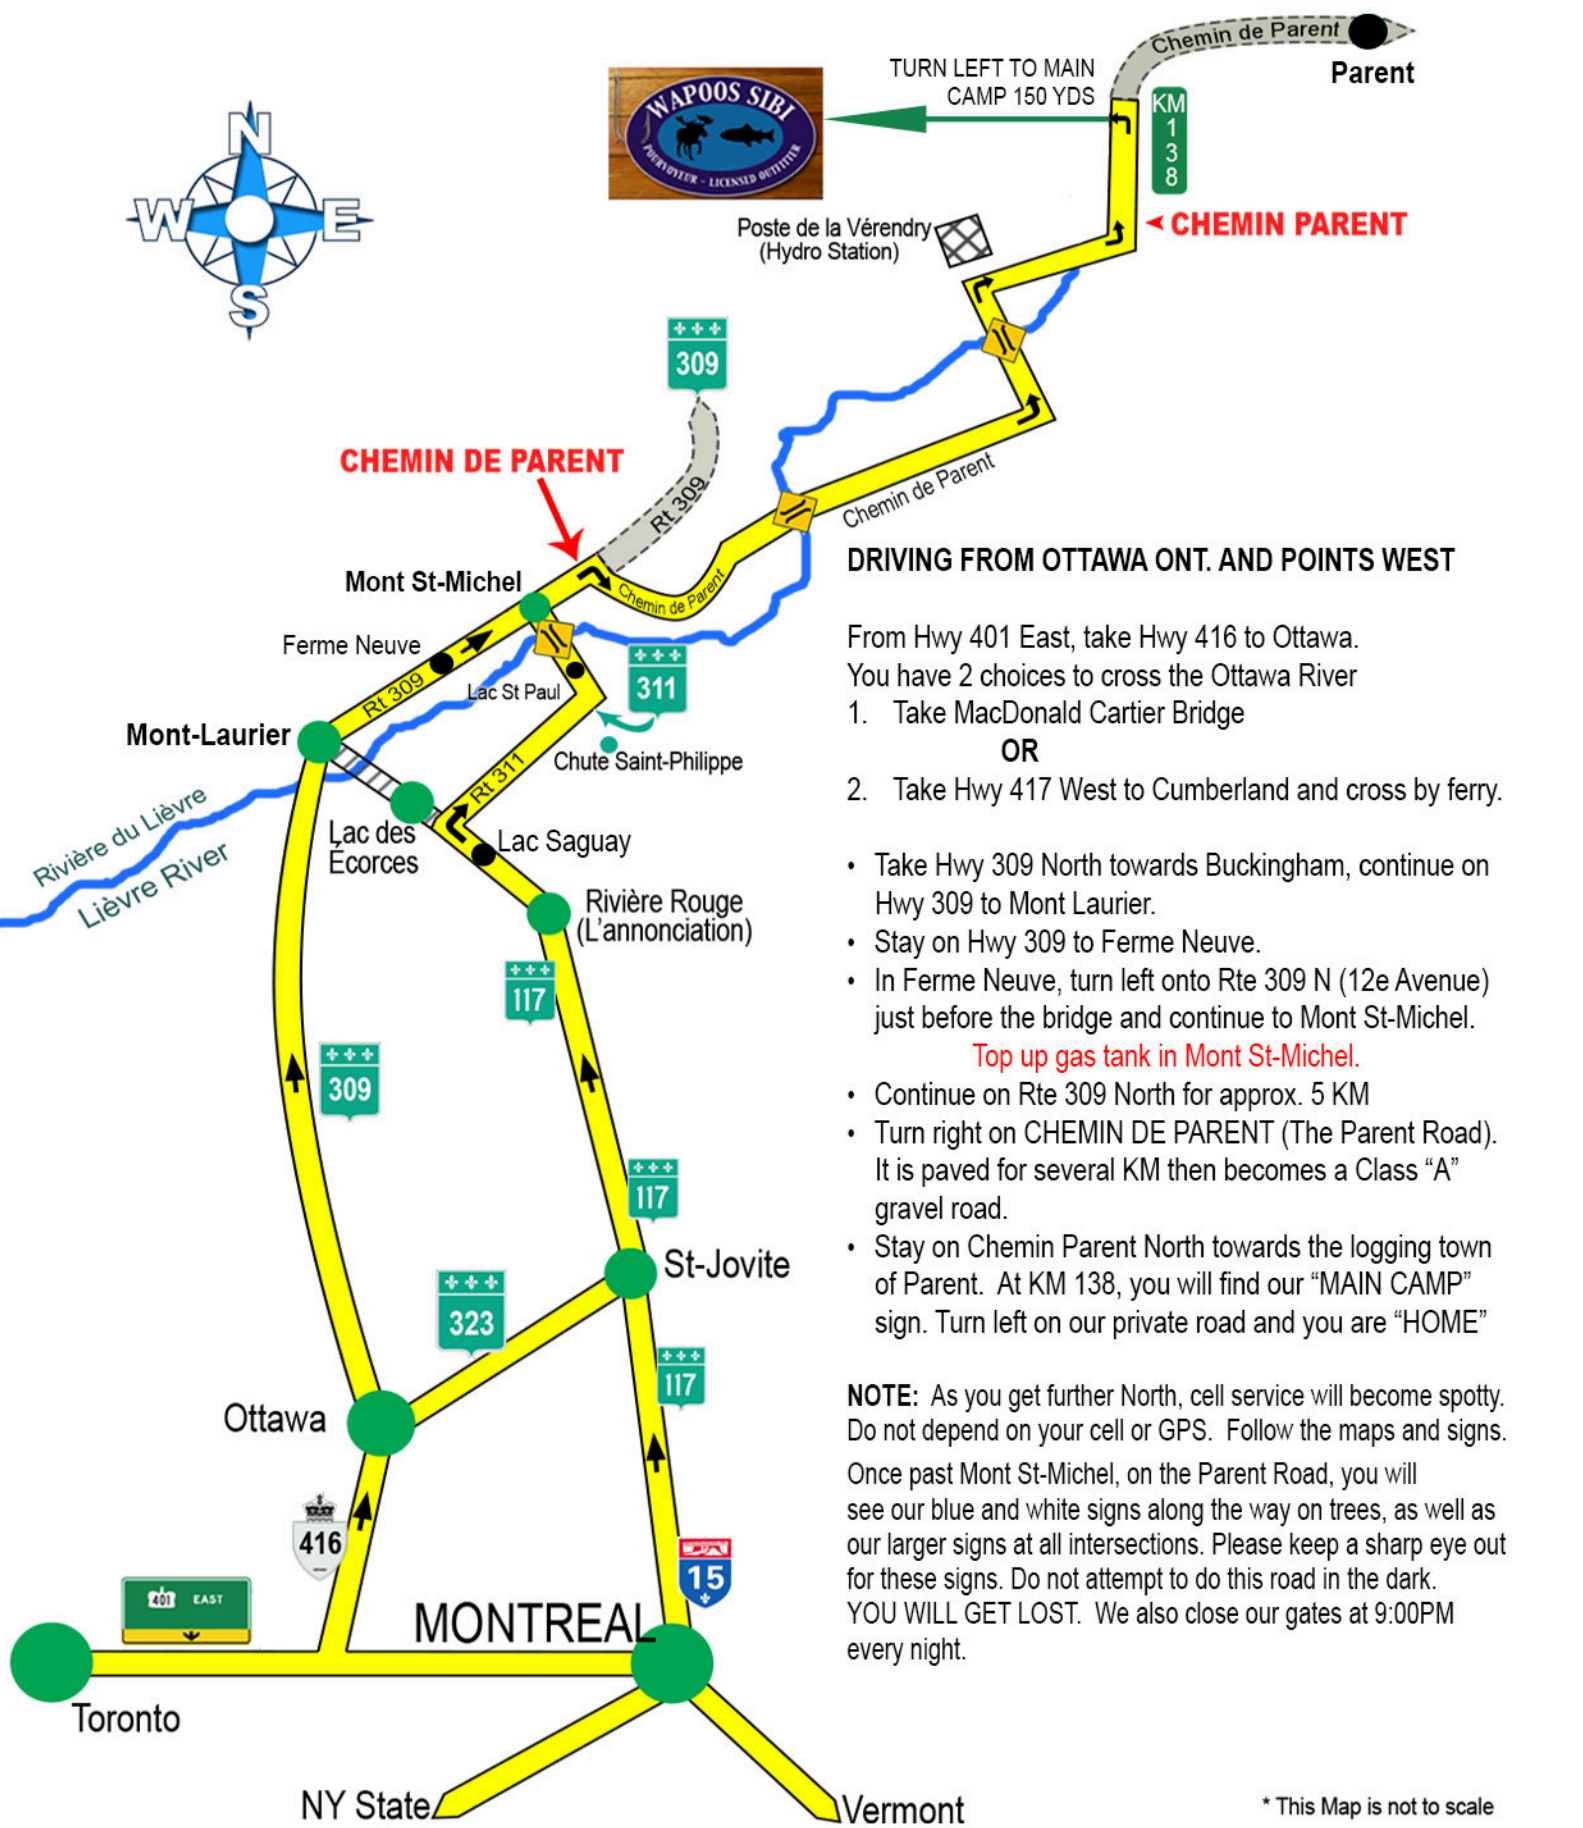 Chemin de Parent
Parent
TURN LEFT TO MAIN
CAMP 150 YDS
KM
1
3
8
WAPOOS SIBI
POURVOYEUR - LICENSED OUTFITTER
N
W
E
S
CHEMIN PARENT
Poste de la Vérendry
(Hydro Station)
309
CHEMIN DE PARENT
Rt 309
Chemin de Parent
Mont St-Michel
Chemin de Parent
Ferme Neuve
Rt 309
Lac St Paul
311
Mont-Laurier
Chute Saint-Philippe
Rt 311
Rivière du Lièvre
Lièvre River
Lac des
Écorces
Lac Saguay
Rivière Rouge
(L'annonciation)
117
309
117
St-Jovite
323
117
Ottawa
416
15
401 EAST
MONTREAL
Toronto
NY State
Vermont
DRIVING FROM OTTAWA ONT. AND POINTS WEST
From Hwy 401 East, take Hwy 416 to Ottawa.
You have 2 choices to cross the Ottawa River
1. Take MacDonald Cartier Bridge
OR
2. Take Hwy 417 West to Cumberland and cross by ferry.
• Take Hwy 309 North towards Buckingham, continue on
Hwy 309 to Mont Laurier.
• Stay on Hwy 309 to Ferme Neuve.
• In Ferme Neuve, turn left onto Rte 309 N (12e Avenue)
just before the bridge and continue to Mont St-Michel.
Top up gas tank in Mont St-Michel.
• Continue on Rte 309 North for approx. 5 KM
• Turn right on CHEMIN DE PARENT (The Parent Road).
It is paved for several KM then becomes a Class “A”
gravel road.
• Stay on Chemin Parent North towards the logging town
of Parent. At KM 138, you will find our “MAIN CAMP”
sign. Turn left on our private road and you are “HOME”
NOTE: As you get further North, cell service will become spotty.
Do not depend on your cell or GPS. Follow the maps and signs.
Once past Mont St-Michel, on the Parent Road, you will
see our blue and white signs along the way on trees, as well as
our larger signs at all intersections. Please keep a sharp eye out
for these signs. Do not attempt to do this road in the dark.
YOU WILL GET LOST. We also close our gates at 9:00PM
every night.
* This Map is not to scale